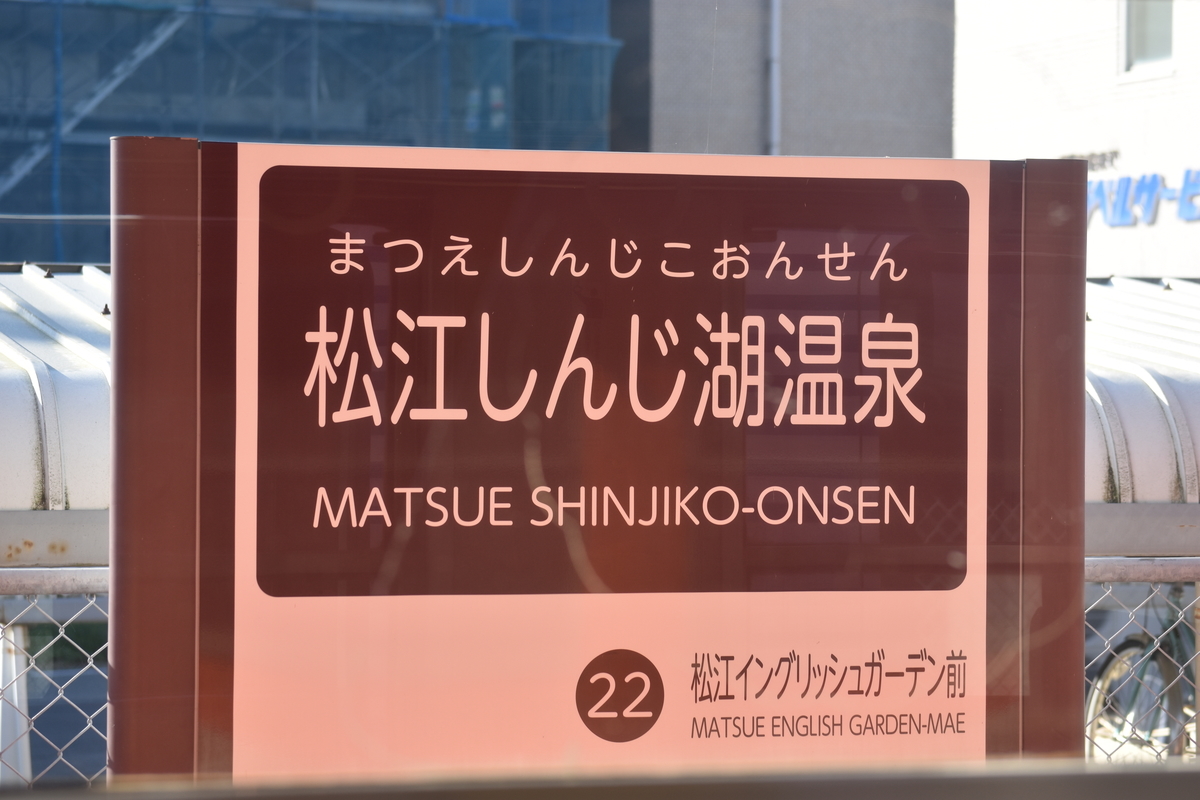 まつえしんじこおんせん
松江しんじ湖温泉
MATSUE SHINJIKO-ONSEN
22
松江イングリッシュガーデン前
MATSUE ENGLISH GARDEN-MAE